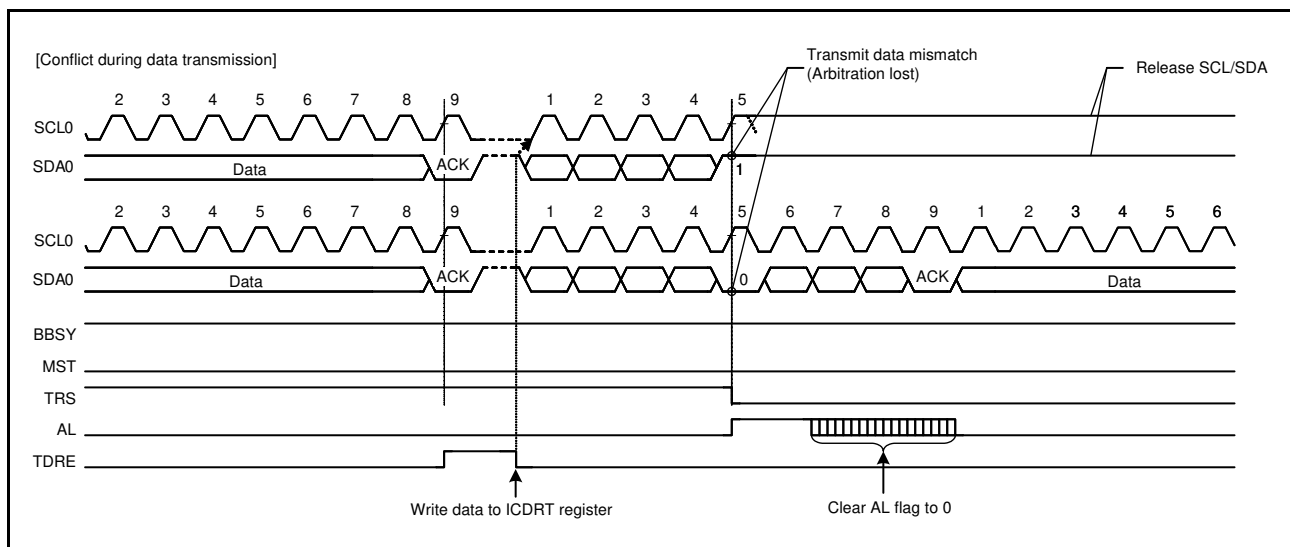 [Conflict during data transmission]
Transmit data mismatch
(Arbitration lost)
Release SCL/SDA
2 3 4 5 6 7 8 9 1 2 3 4 5
SCL0
SDA0 Data ACK 1
2 3 4 5 6 7 8 9 1 2 3 4 5 6 7 8 9 1 2 3 4 5 6
SCL0
SDA0 Data ACK 0 ACK Data
BBSY
MST
TRS
AL
TDRE
Write data to ICDRT register
Clear AL flag to 0